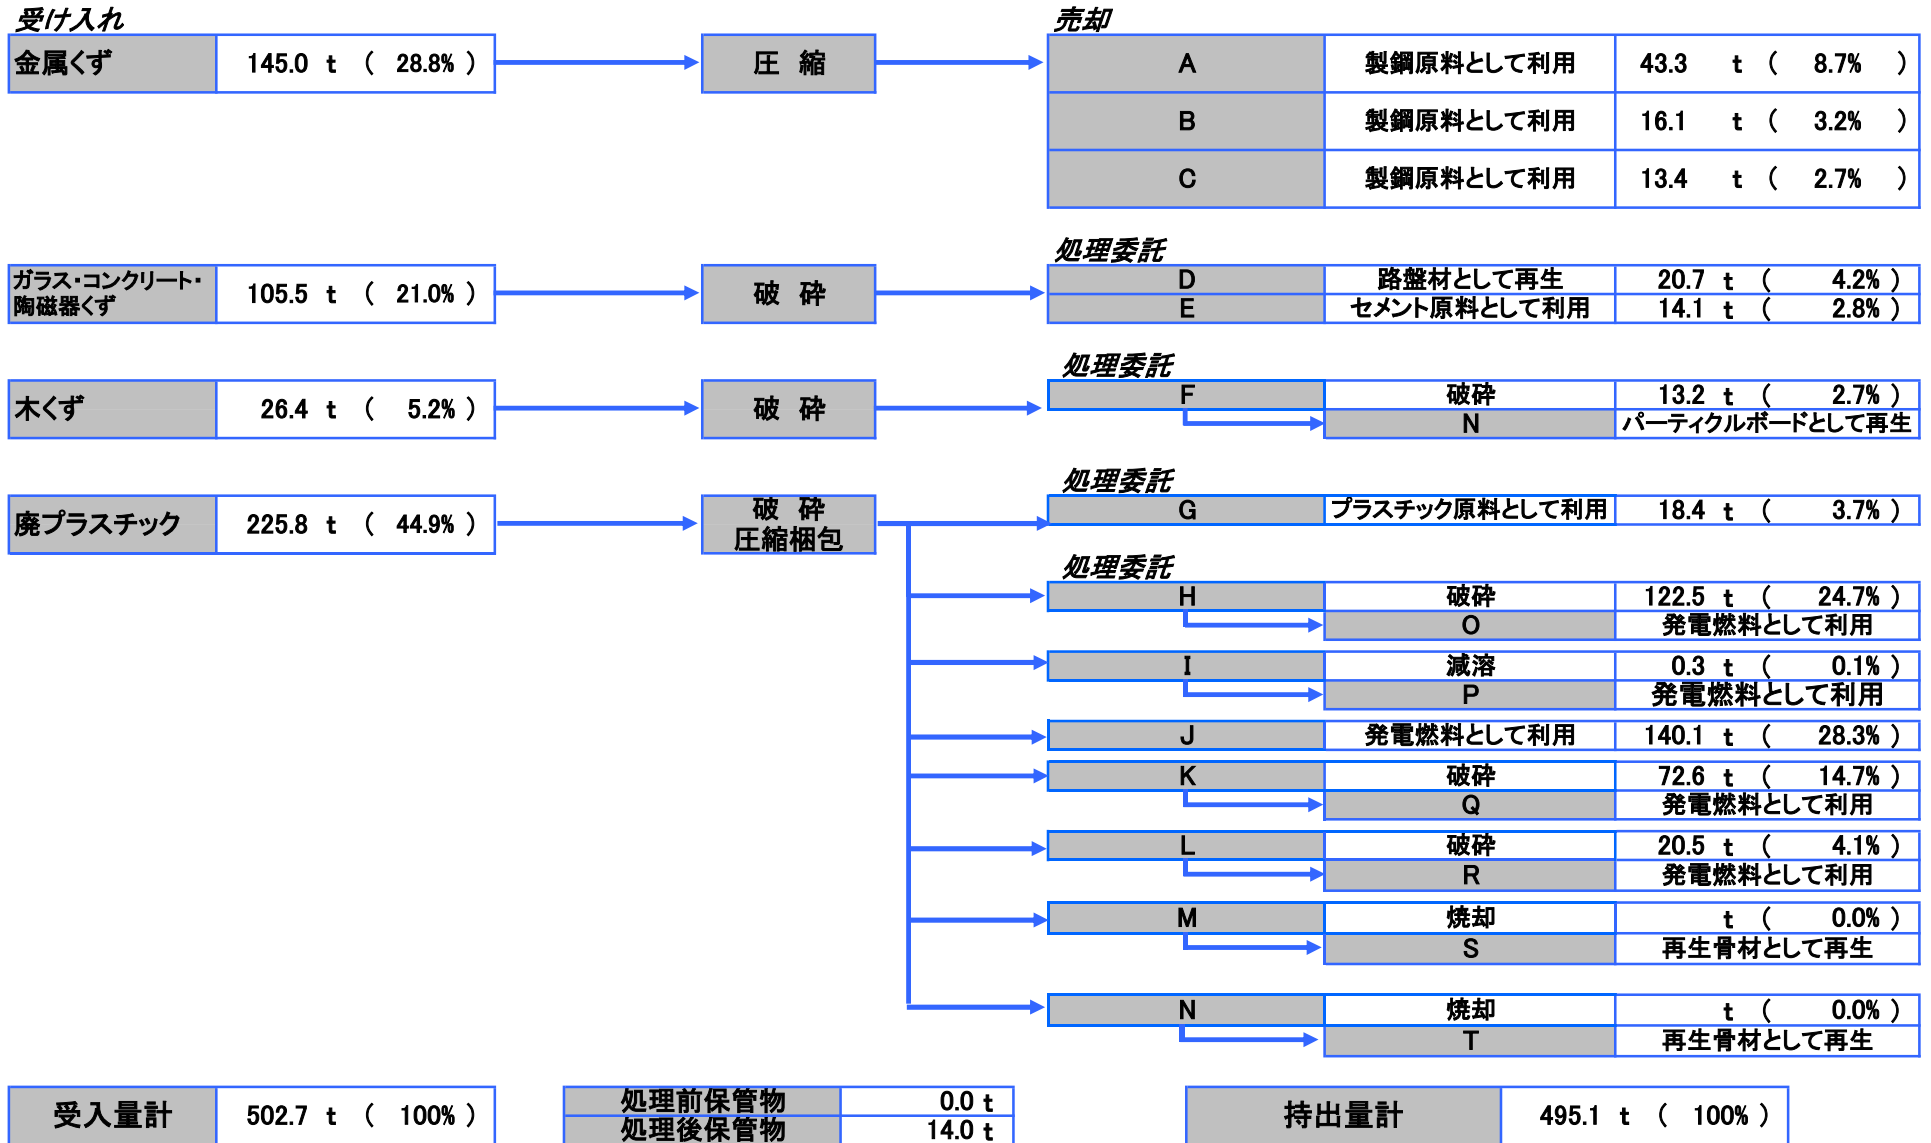 受け入れ
売却
金属くず 145.0 t ( 28.8% ) 圧 縮 A 製鋼原料として利用 43.3 t ( 8.7% )
B 製鋼原料として利用 16.1 t ( 3.2% )
C 製鋼原料として利用 13.4 t ( 2.7% )
処理委託
ガラス・コンクリート・
陶磁器くず
105.5 t ( 21.0% ) 破 砕
D 路盤材として再生 20.7 t ( 4.2% )
E セメント原料として利用 14.1 t ( 2.8% )
処理委託
木くず 26.4 t ( 5.2% ) 破 砕
F 破砕 13.2 t ( 2.7% )
N パーティクルボードとして再生
処理委託
廃プラスチック 225.8 t ( 44.9% )
破 砕
圧縮梱包
G プラスチック原料として利用 18.4 t ( 3.7% )
処理委託
H 破砕 122.5 t ( 24.7% )
O 発電燃料として利用
I 減溶 0.3 t ( 0.1% )
P 発電燃料として利用
J 発電燃料として利用 140.1 t ( 28.3% )
K 破砕 72.6 t ( 14.7% )
Q 発電燃料として利用
L 破砕 20.5 t ( 4.1% )
R 発電燃料として利用
M 焼却 t ( 0.0% )
S 再生骨材として再生
N 焼却 t ( 0.0% )
T 再生骨材として再生
受入量計 502.7 t ( 100% )
処理前保管物 0.0 t
処理後保管物 14.0 t
持出量計 495.1 t ( 100% )